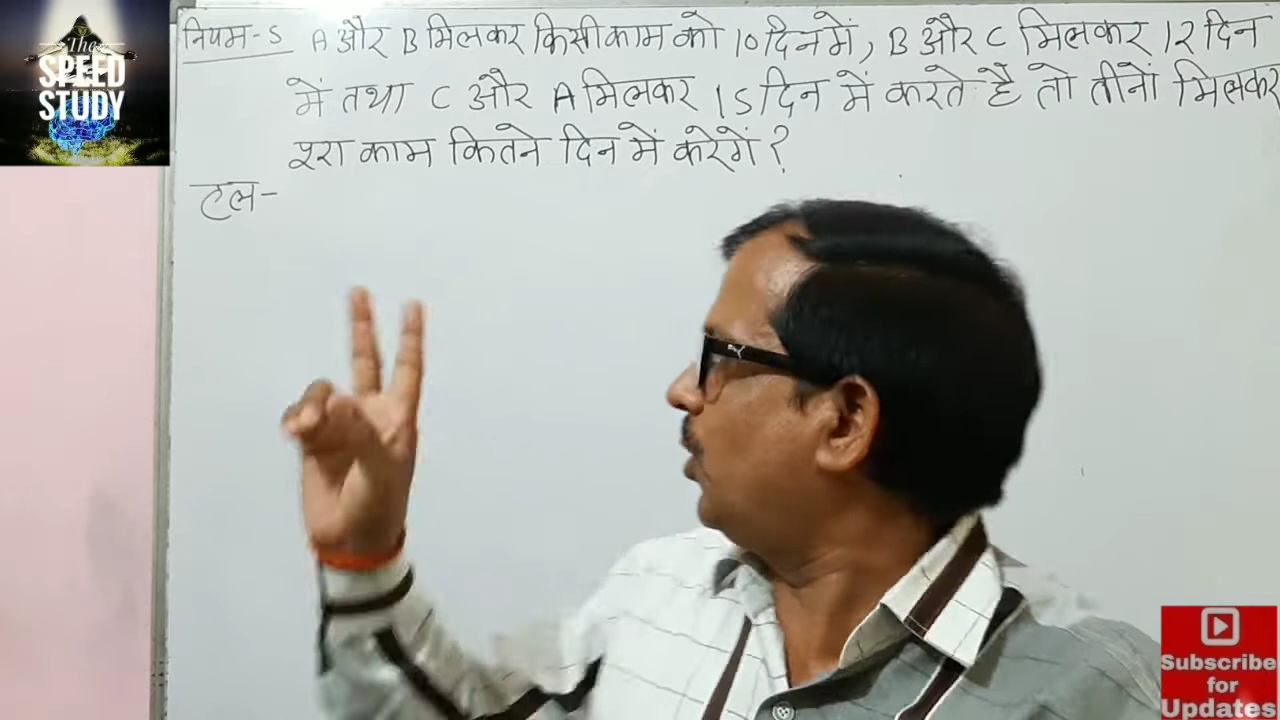 The
SPEED
STUDY
नियम-5 A और B मिलकर किसी काम को 10 दिन में, B और C मिलकर 12 दिन
में तथा C और A मिलकर 15 दिन में करते हैं तो तीनों मिलकर
पूरा काम कितने दिन में करेगें?
हल-
Subscribe
for
Updates